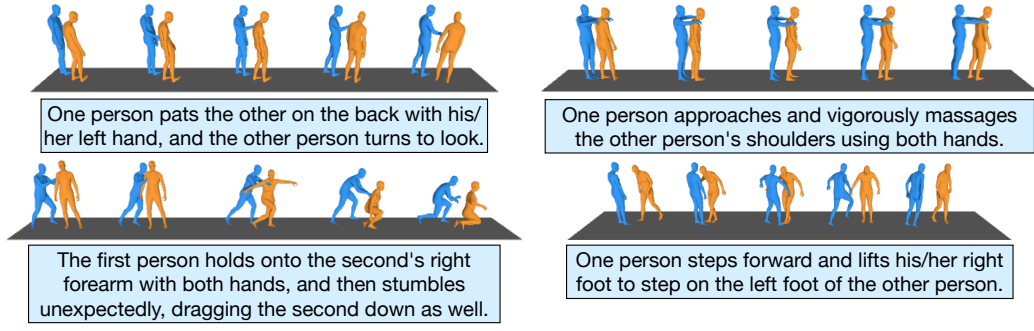 One person pats the other on the back with his/
her left hand, and the other person turns to look.
One person approaches and vigorously massages
the other person's shoulders using both hands.
The first person holds onto the second's right
forearm with both hands, and then stumbles
unexpectedly, dragging the second down as well.
One person steps forward and lifts his/her right
foot to step on the left foot of the other person.